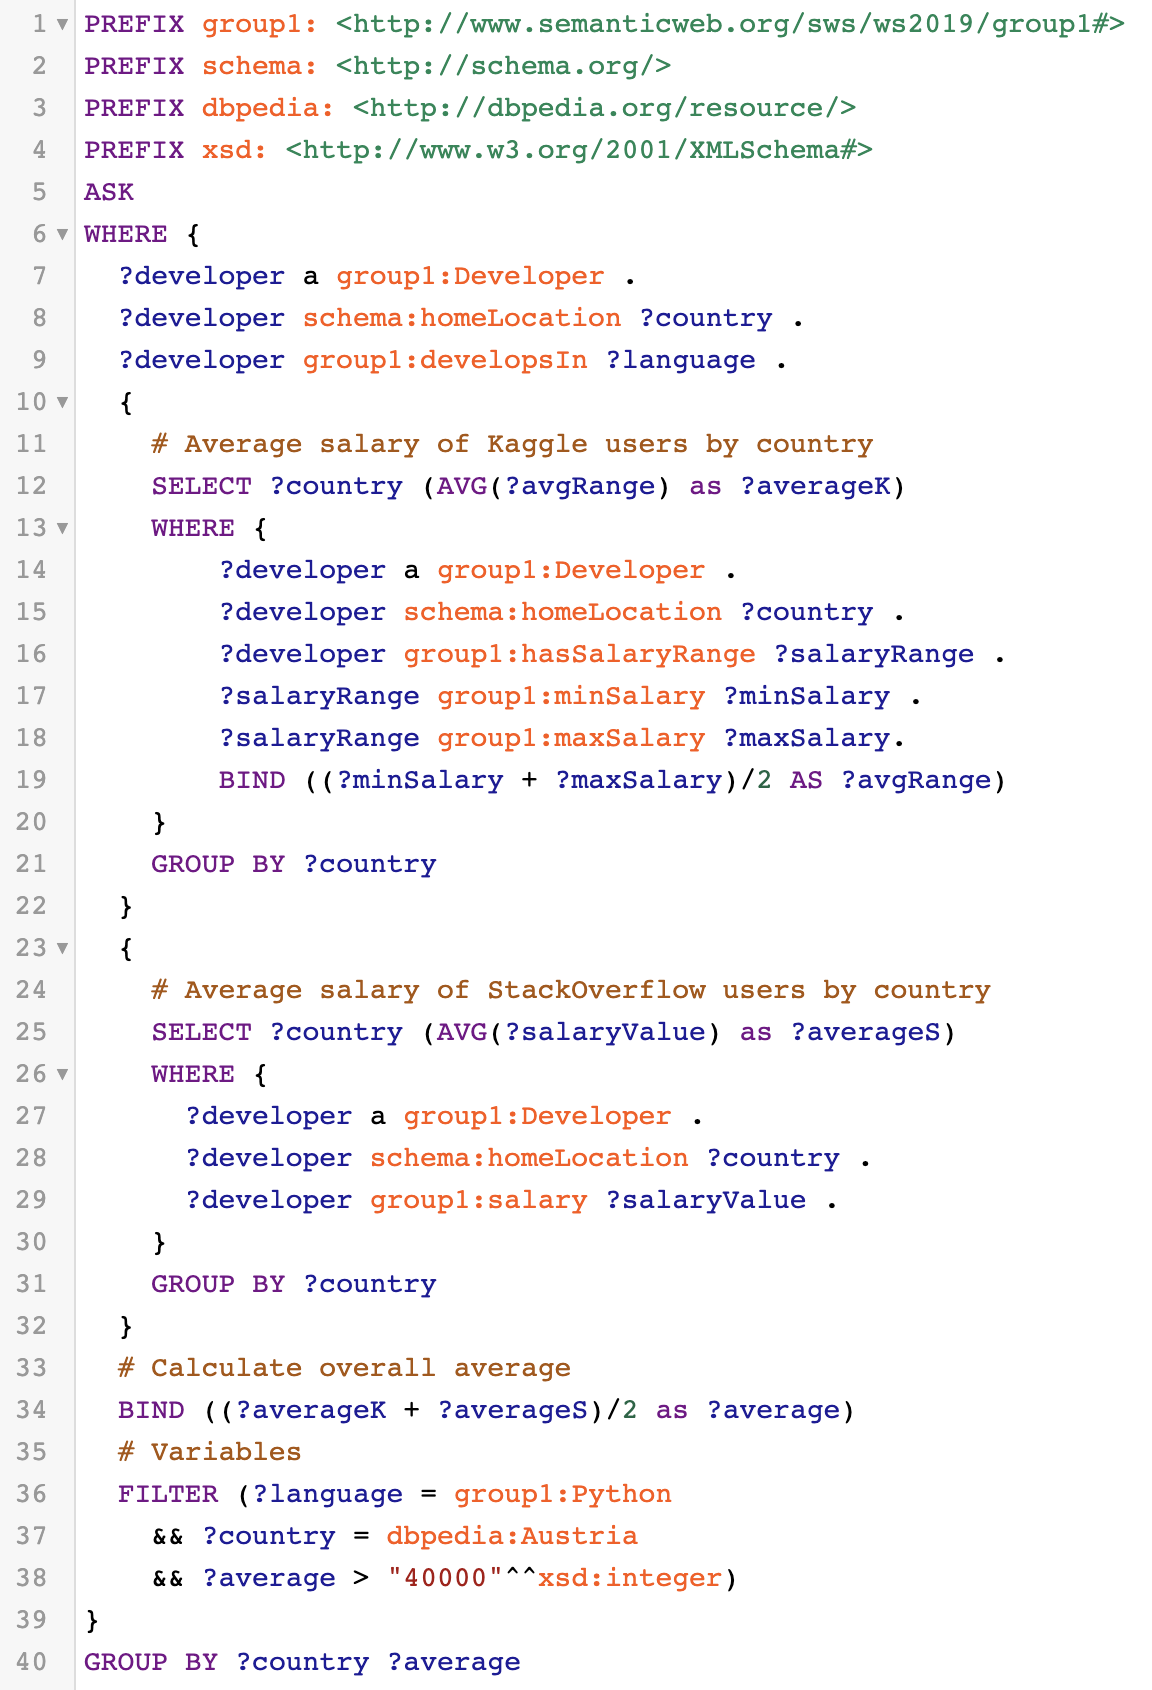 1 PREFIX group1: <http://www.semanticweb.org/sws/ws2019/group1#>
2 PREFIX schema: <http://schema.org/>
3 PREFIX dbpedia: <http://dbpedia.org/resource/>
4 PREFIX xsd: <http://www.w3.org/2001/XMLSchema#>
5 ASK
6 WHERE {
7   ?developer a group1:Developer .
8   ?developer schema:homeLocation ?country .
9   ?developer group1:developsIn ?language .
10   {
11     # Average salary of Kaggle users by country
12     SELECT ?country (AVG(?avgRange) as ?averageK)
13     WHERE {
14         ?developer a group1:Developer .
15         ?developer schema:homeLocation ?country .
16         ?developer group1:hasSalaryRange ?salaryRange .
17         ?salaryRange group1:minSalary ?minSalary .
18         ?salaryRange group1:maxSalary ?maxSalary.
19         BIND ((?minSalary + ?maxSalary)/2 AS ?avgRange)
20     }
21     GROUP BY ?country
22   }
23   {
24     # Average salary of StackOverflow users by country
25     SELECT ?country (AVG(?salaryValue) as ?averageS)
26     WHERE {
27       ?developer a group1:Developer .
28       ?developer schema:homeLocation ?country .
29       ?developer group1:salary ?salaryValue .
30     }
31     GROUP BY ?country
32   }
33   # Calculate overall average
34   BIND ((?averageK + ?averageS)/2 as ?average)
35   # Variables
36   FILTER (?language = group1:Python
37     && ?country = dbpedia:Austria
38     && ?average > "40000"^^xsd:integer)
39 }
40 GROUP BY ?country ?average